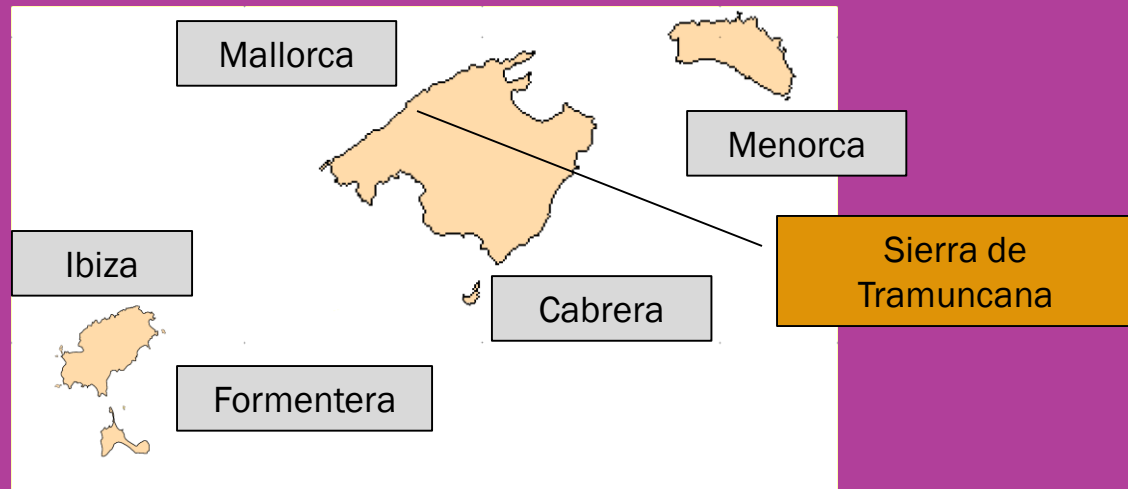 Mallorca
Menorca
Sierra de
Tramuncana
Ibiza
Cabrera
Formentera